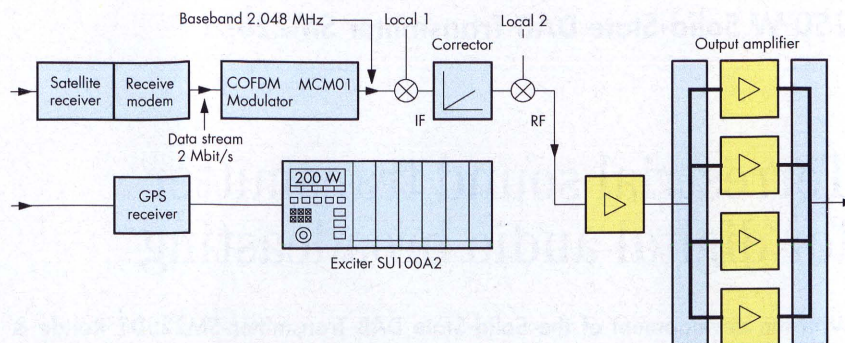 Baseband 2.048 MHz
Local 1
Local 2
Corrector
Output amplifier
Satellite
receiver
Receive
modem
COFDM MCM01
Modulator
IF
RF
Data stream
2 Mbit/s
GPS
receiver
200 W
Exciter SU100A2